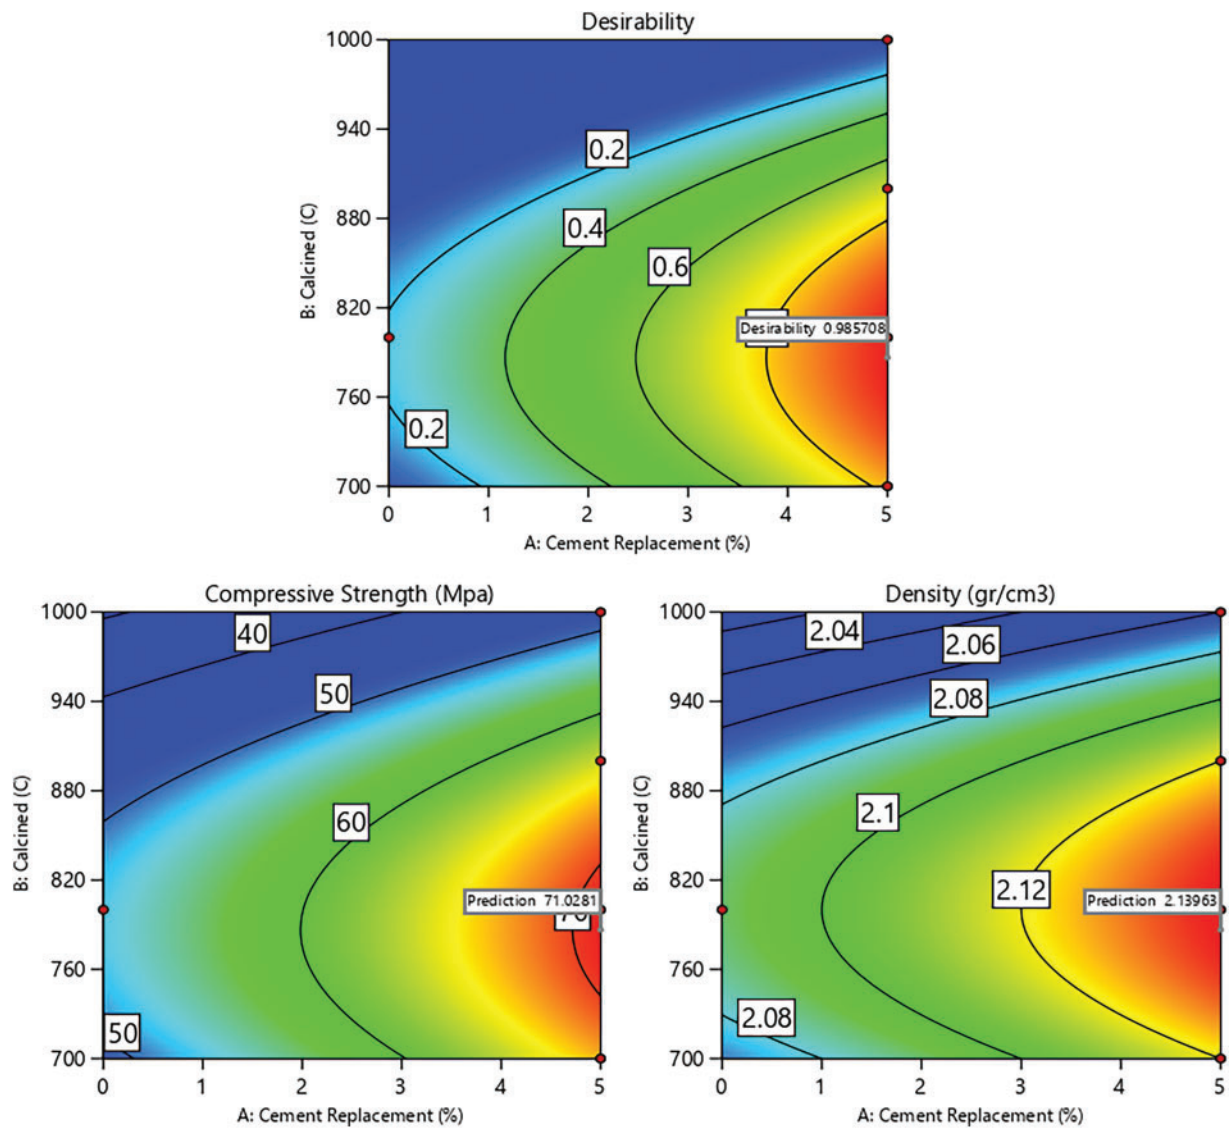 Desirability
1000
940
880
820
760
700
B: Calcined (C)
0.2
0.4
0.6
Desirability 0.985708
0.2
0 1 2 3 4 5
A: Cement Replacement (%)
Compressive Strength (Mpa)
1000
940
880
820
760
700
B: Calcined (C)
40
50
60
Prediction 71.0281
50
0 1 2 3 4 5
A: Cement Replacement (%)
Density (gr/cm3)
1000
940
880
820
760
700
B: Calcined (C)
2.04
2.06
2.08
2.1
2.12
Prediction 2.13963
2.08
0 1 2 3 4 5
A: Cement Replacement (%)